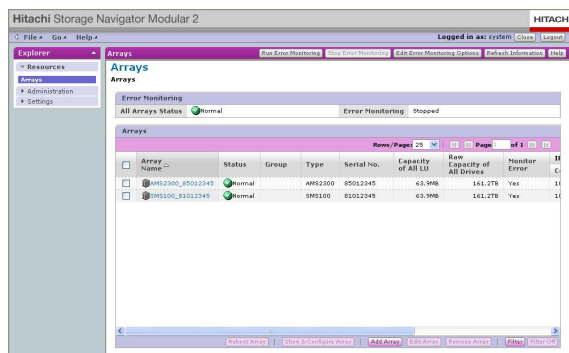 Hitachi Storage Navigator Modular 2
HITACH
File Go Help
Logged in as: system Close Logout
Explorer
Resources
Arrays
Administration
Settings
Arrays
Run Error Monitoring Stop Error Monitoring Edit Error Monitoring Options Refresh Information Help
Arrays
Arrays
Error Monitoring
All Arrays Status Normal Error Monitoring Stopped
Arrays
Rows/Page: 25 Page 1 of 1
Array Name Status Group Type Serial No. Capacity of All LU Raw Capacity of All Drives Monitor Error IP
AMS2300_85012345 Normal AMS2300 85012345 63.9MB 161.2TB Yes 10
SMS100_81012345 Normal SMS100 81012345 63.9MB 161.2TB Yes 10
Reboot Array Show & Configure Array Add Array Edit Array Remove Array Filter Filter Off